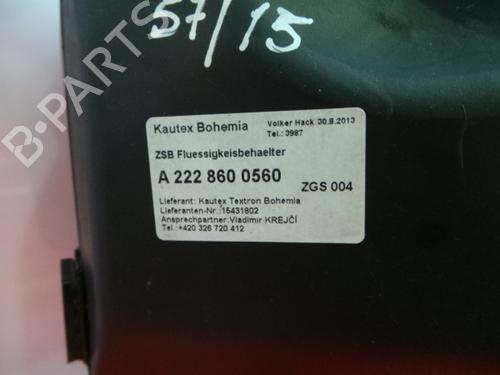 57/15
Kautex Bohemia
Volker Hack 30.8.2013
Tel.: 3987
ZSB Fluessigkeisbehaelter
A 222 860 0560
ZGS 004
Lieferant: Kautex Textron Bohemia
Lieferanten-Nr.:15431802
Ansprechpartner:Vladimir KREJČÍ
Tel.:+420 326 720 412
B-PARTS